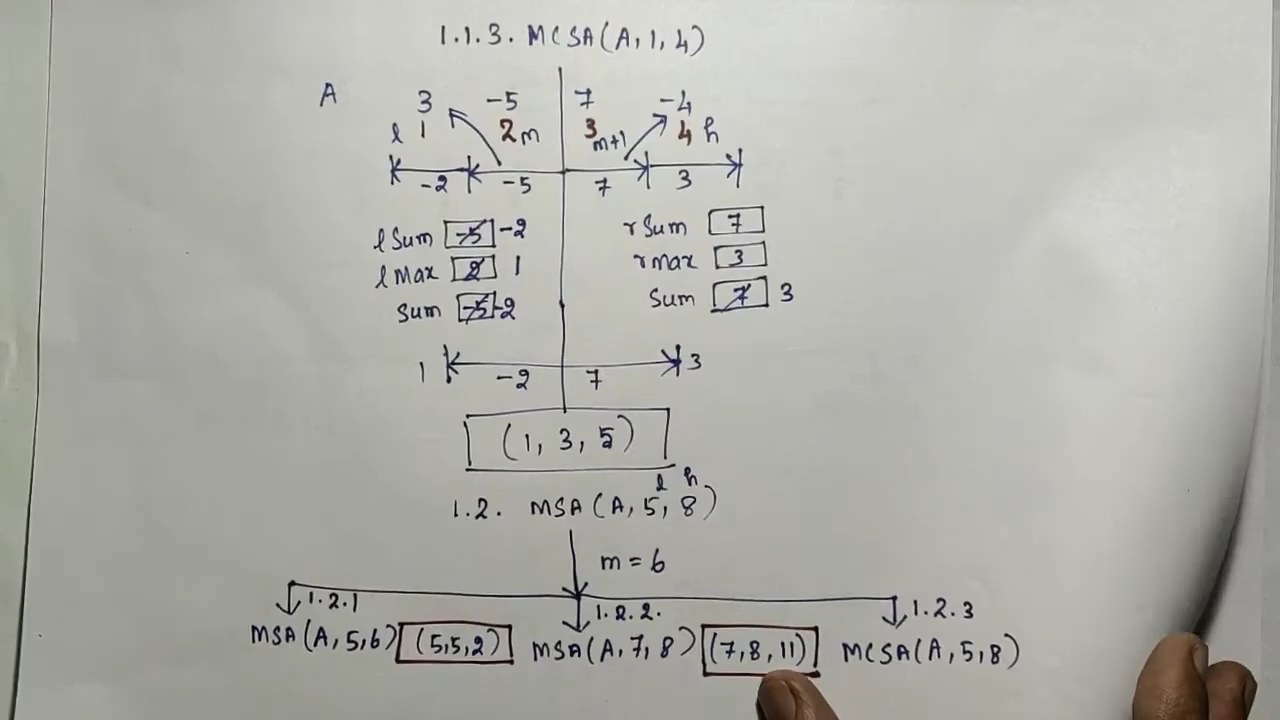 1.1.3. MCSA(A,1,4)
A 3 -5 7 -4
l 1 2 m 3 m+1 4 h
-2 -5 7 3
lSum -5 -2 rSum 7
lMax 2 1 rmax 3
Sum -5 -2 Sum 7 3
1 -2 7 3
(1, 3, 5)
l h
1.2. MSA(A,5,8)
m=6
1.2.1 1.2.2. 1.2.3
MSA(A,5,6) (5,5,2) MSA(A,7,8) (7,8,11) MCSA(A,5,8)